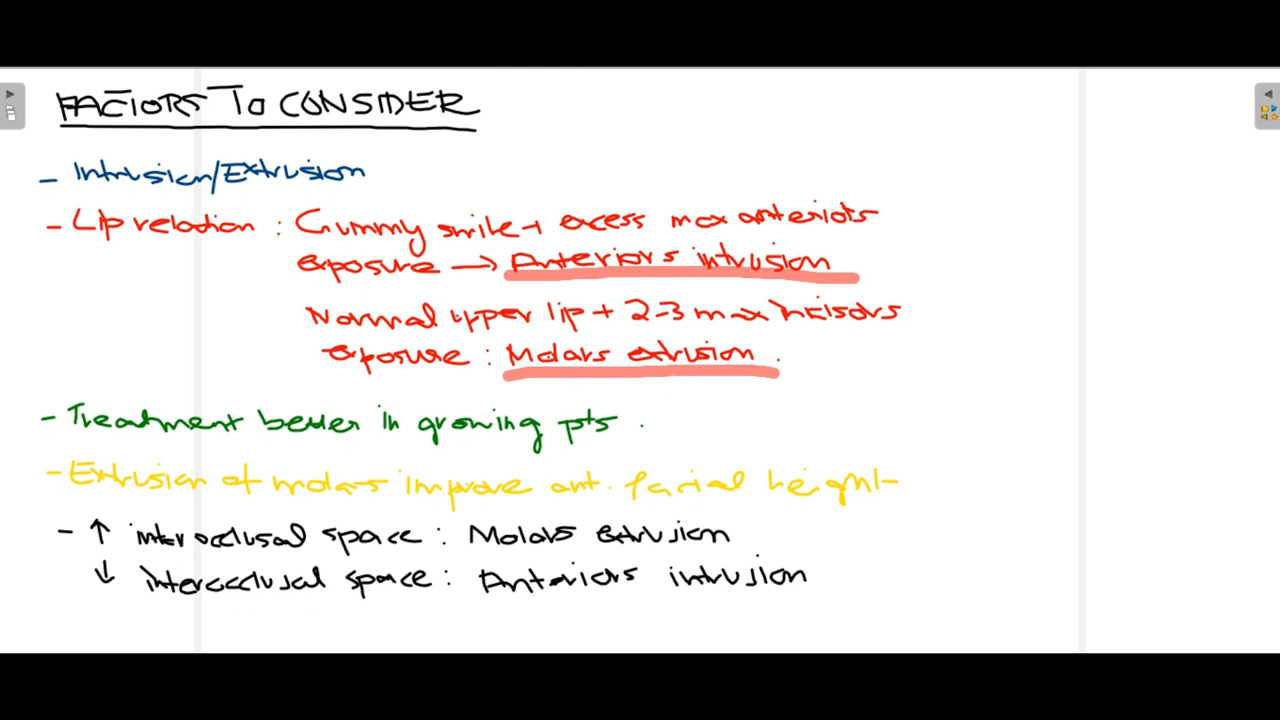 FACTORS TO CONSIDER
- Intrusion/Extrusion
- Lip relation : Gummy smile + excess max anteriors
exposure → Anteriors intrusion
Normal upper lip + 2-3 max incisors
exposure : Molars extrusion .
- Treatment better in growing pts .
- Extrusion of molars improve ant. facial height
- ↑ interocclusal space : Molars extrusion
↓ interocclusal space : Anteriors intrusion